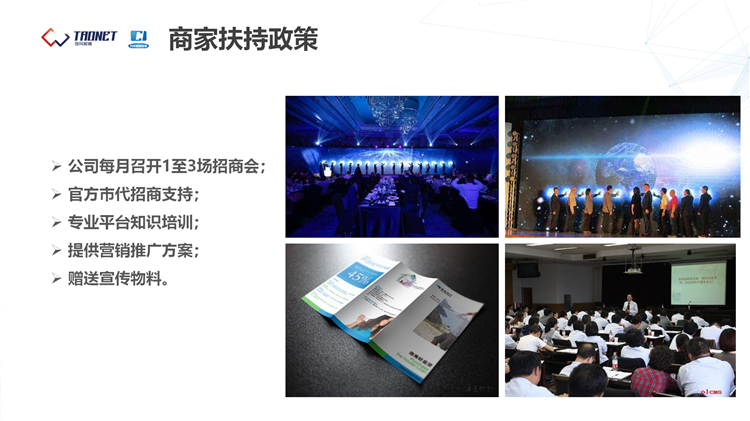 TAONET
CI
商家扶持政策
公司每月召开1至3场招商会；
官方市代招商支持；
专业平台知识培训；
提供营销推广方案；
赠送宣传物料。
45%
olcms